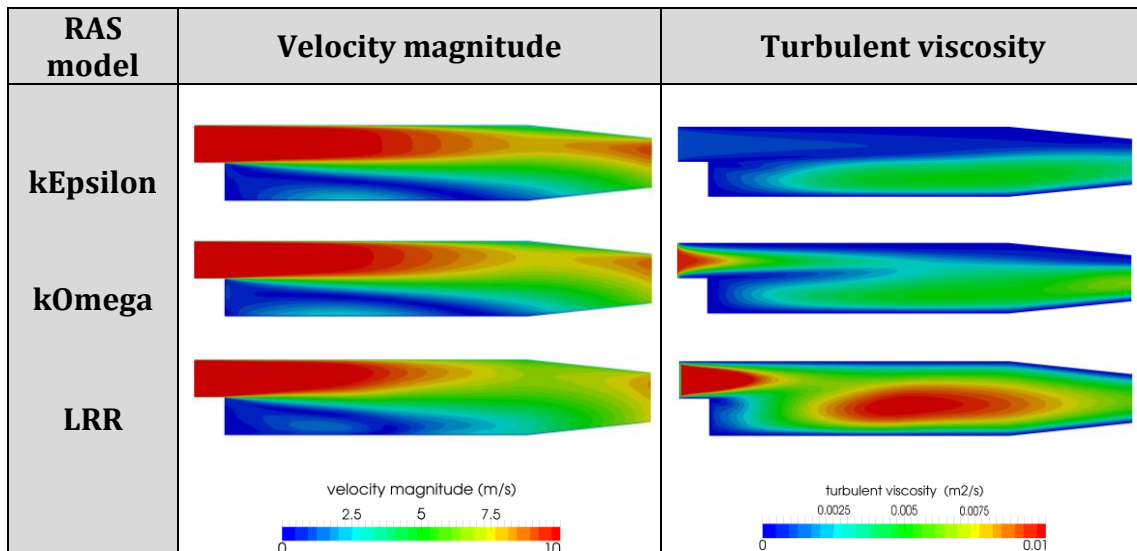 RAS
model
Velocity magnitude
Turbulent viscosity
kEpsilon
kOmega
LRR
velocity magnitude (m/s)
2.5 5 7.5
0 10
turbulent viscosity (m2/s)
0.0025 0.005 0.0075
0 0.01